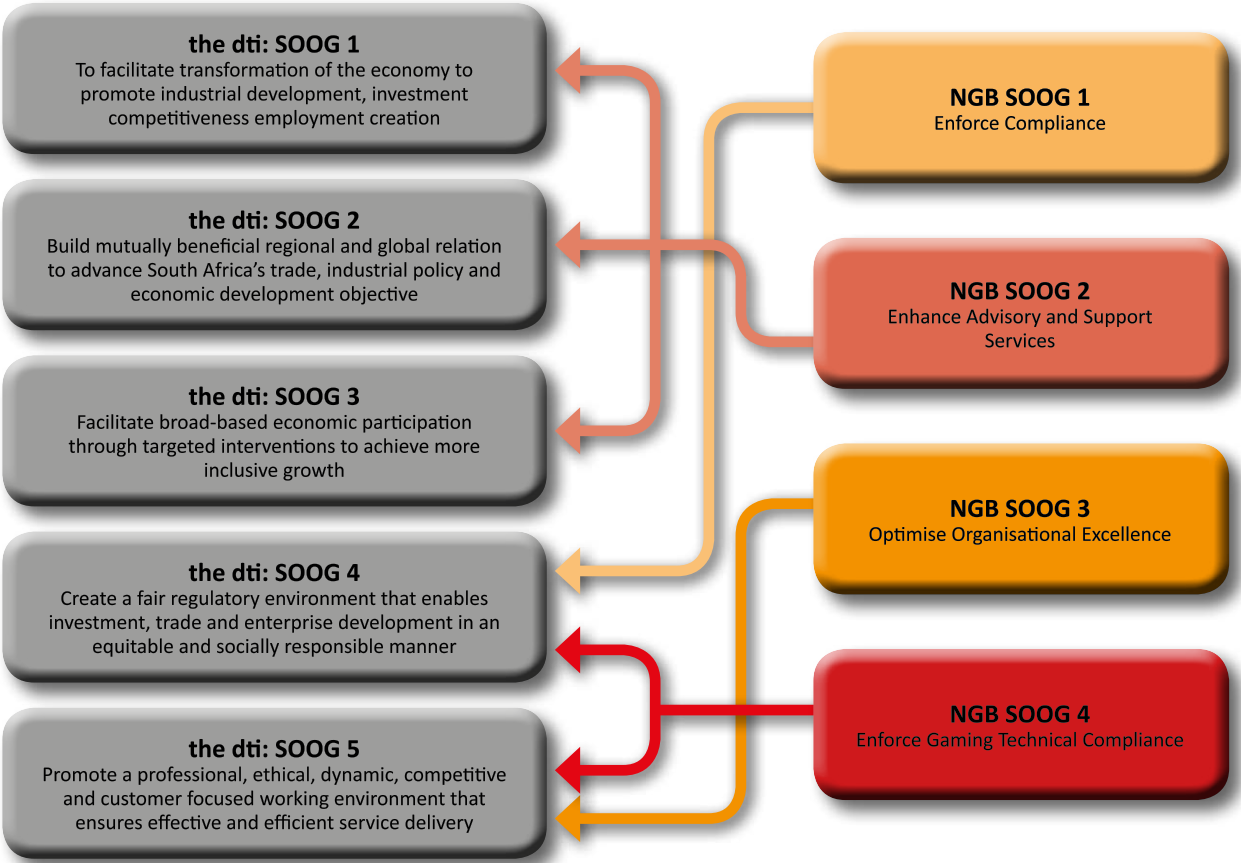 the dti: SOOG 1
To facilitate transformation of the economy to
promote industrial development, investment
competitiveness employment creation
the dti: SOOG 2
Build mutually beneficial regional and global relation
to advance South Africa's trade, industrial policy and
economic development objective
the dti: SOOG 3
Facilitate broad-based economic participation
through targeted interventions to achieve more
inclusive growth
the dti: SOOG 4
Create a fair regulatory environment that enables
investment, trade and enterprise development in an
equitable and socially responsible manner
the dti: SOOG 5
Promote a professional, ethical, dynamic, competitive
and customer focused working environment that
ensures effective and efficient service delivery
NGB SOOG 1
Enforce Compliance
NGB SOOG 2
Enhance Advisory and Support
Services
NGB SOOG 3
Optimise Organisational Excellence
NGB SOOG 4
Enforce Gaming Technical Compliance